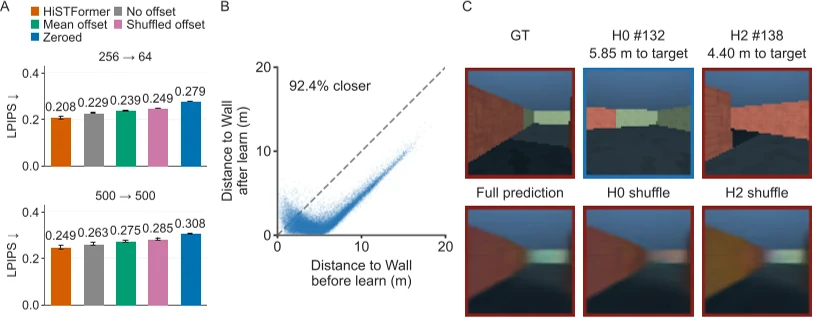 A
HiSTFormer
No offset
Mean offset
Shuffled offset
Zeroed
256 → 64
LPIPS ↓
0.4
0.2
0.0
0.208
0.229
0.239
0.249
0.279
500 → 500
LPIPS ↓
0.4
0.2
0.0
0.249
0.263
0.275
0.285
0.308
B
92.4% closer
Distance to Wall
after learn (m)
20
10
0
0
10
20
Distance to Wall
before learn (m)
C
GT
H0 #132
5.85 m to target
H2 #138
4.40 m to target
Full prediction
H0 shuffle
H2 shuffle